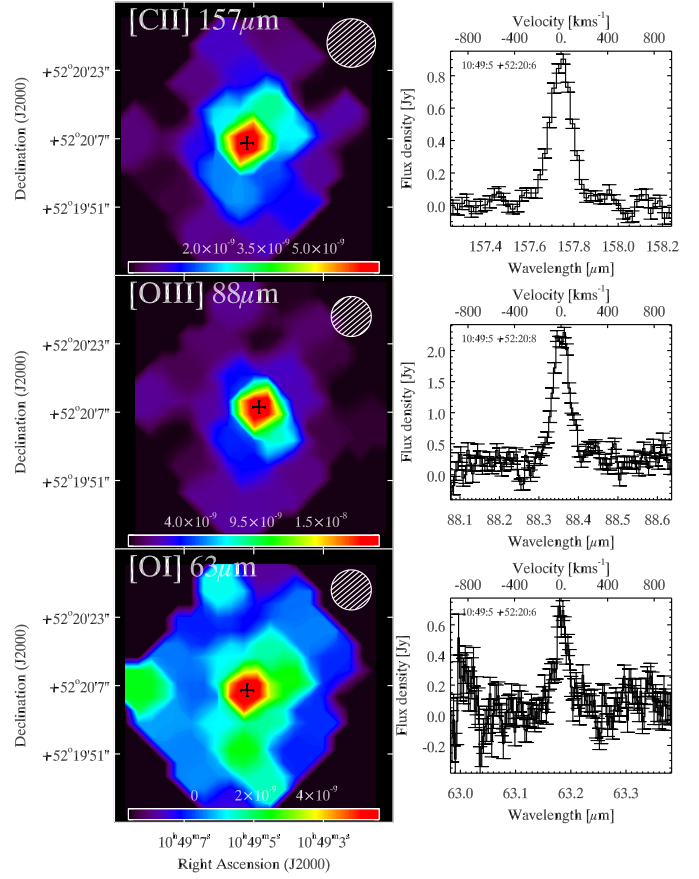 [CII] 157μm
Declination (J2000)
+52°20'23"
+52°20'7"
+52°19'51"
2.0×10⁻⁹ 3.5×10⁻⁹ 5.0×10⁻⁹
Velocity [kms⁻¹]
-800 -400 0. 400 800
10:49:5 +52:20:6
Flux density [Jy]
0.8
0.6
0.4
0.2
0.0
157.4 157.6 157.8 158.0 158.2
Wavelength [μm]
[OIII] 88μm
Declination (J2000)
+52°20'23"
+52°20'7"
+52°19'51"
4.0×10⁻⁹ 9.5×10⁻⁹ 1.5×10⁻⁸
Velocity [kms⁻¹]
-800 -400 0. 400 800
10:49:5 +52:20:8
Flux density [Jy]
2.0
1.5
1.0
0.5
0.0
88.1 88.2 88.3 88.4 88.5 88.6
Wavelength [μm]
[OI] 63μm
Declination (J2000)
+52°20'23"
+52°20'7"
+52°19'51"
0 2×10⁻⁹ 4×10⁻⁹
10ʰ49ᵐ7ˢ 10ʰ49ᵐ5ˢ 10ʰ49ᵐ3ˢ
Right Ascension (J2000)
Velocity [kms⁻¹]
-800 -400 0. 400 800
10:49:5 +52:20:6
Flux density [Jy]
0.6
0.4
0.2
0.0
-0.2
63.0 63.1 63.2 63.3
Wavelength [μm]